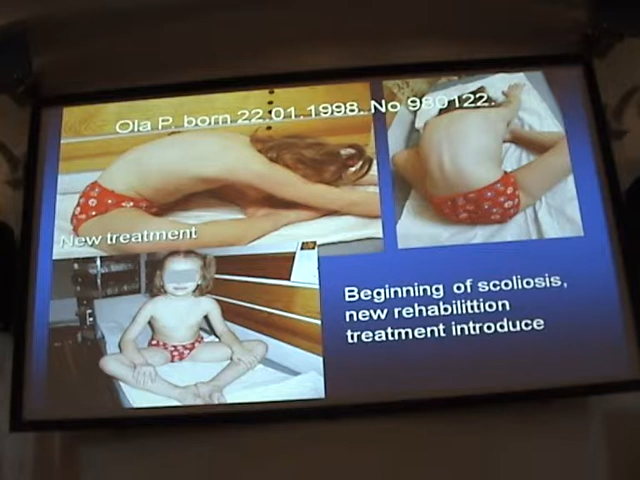 Ola P. born 22.01.1998. No 980122.
New treatment
Beginning of scoliosis,
new rehabilittion
treatment introduce